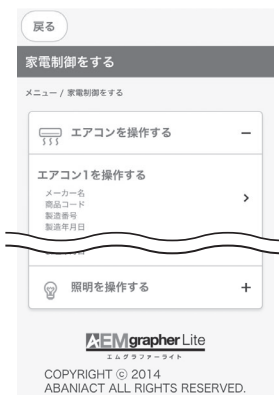 戻る
家電制御をする
メニュー / 家電制御をする
エアコンを操作する
エアコン1を操作する
メーカー名
商品コード
製造番号
製造年月日
照明を操作する
AEMgrapher Lite
エムグラファーライト
COPYRIGHT © 2014
ABANIACT ALL RIGHTS RESERVED.